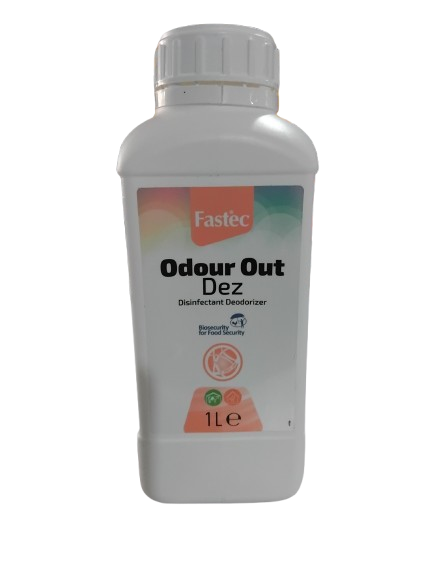 Fastec
Odour Out
Dez
Disinfectant Deodorizer
Biosecurity
for Food Security
1L℮